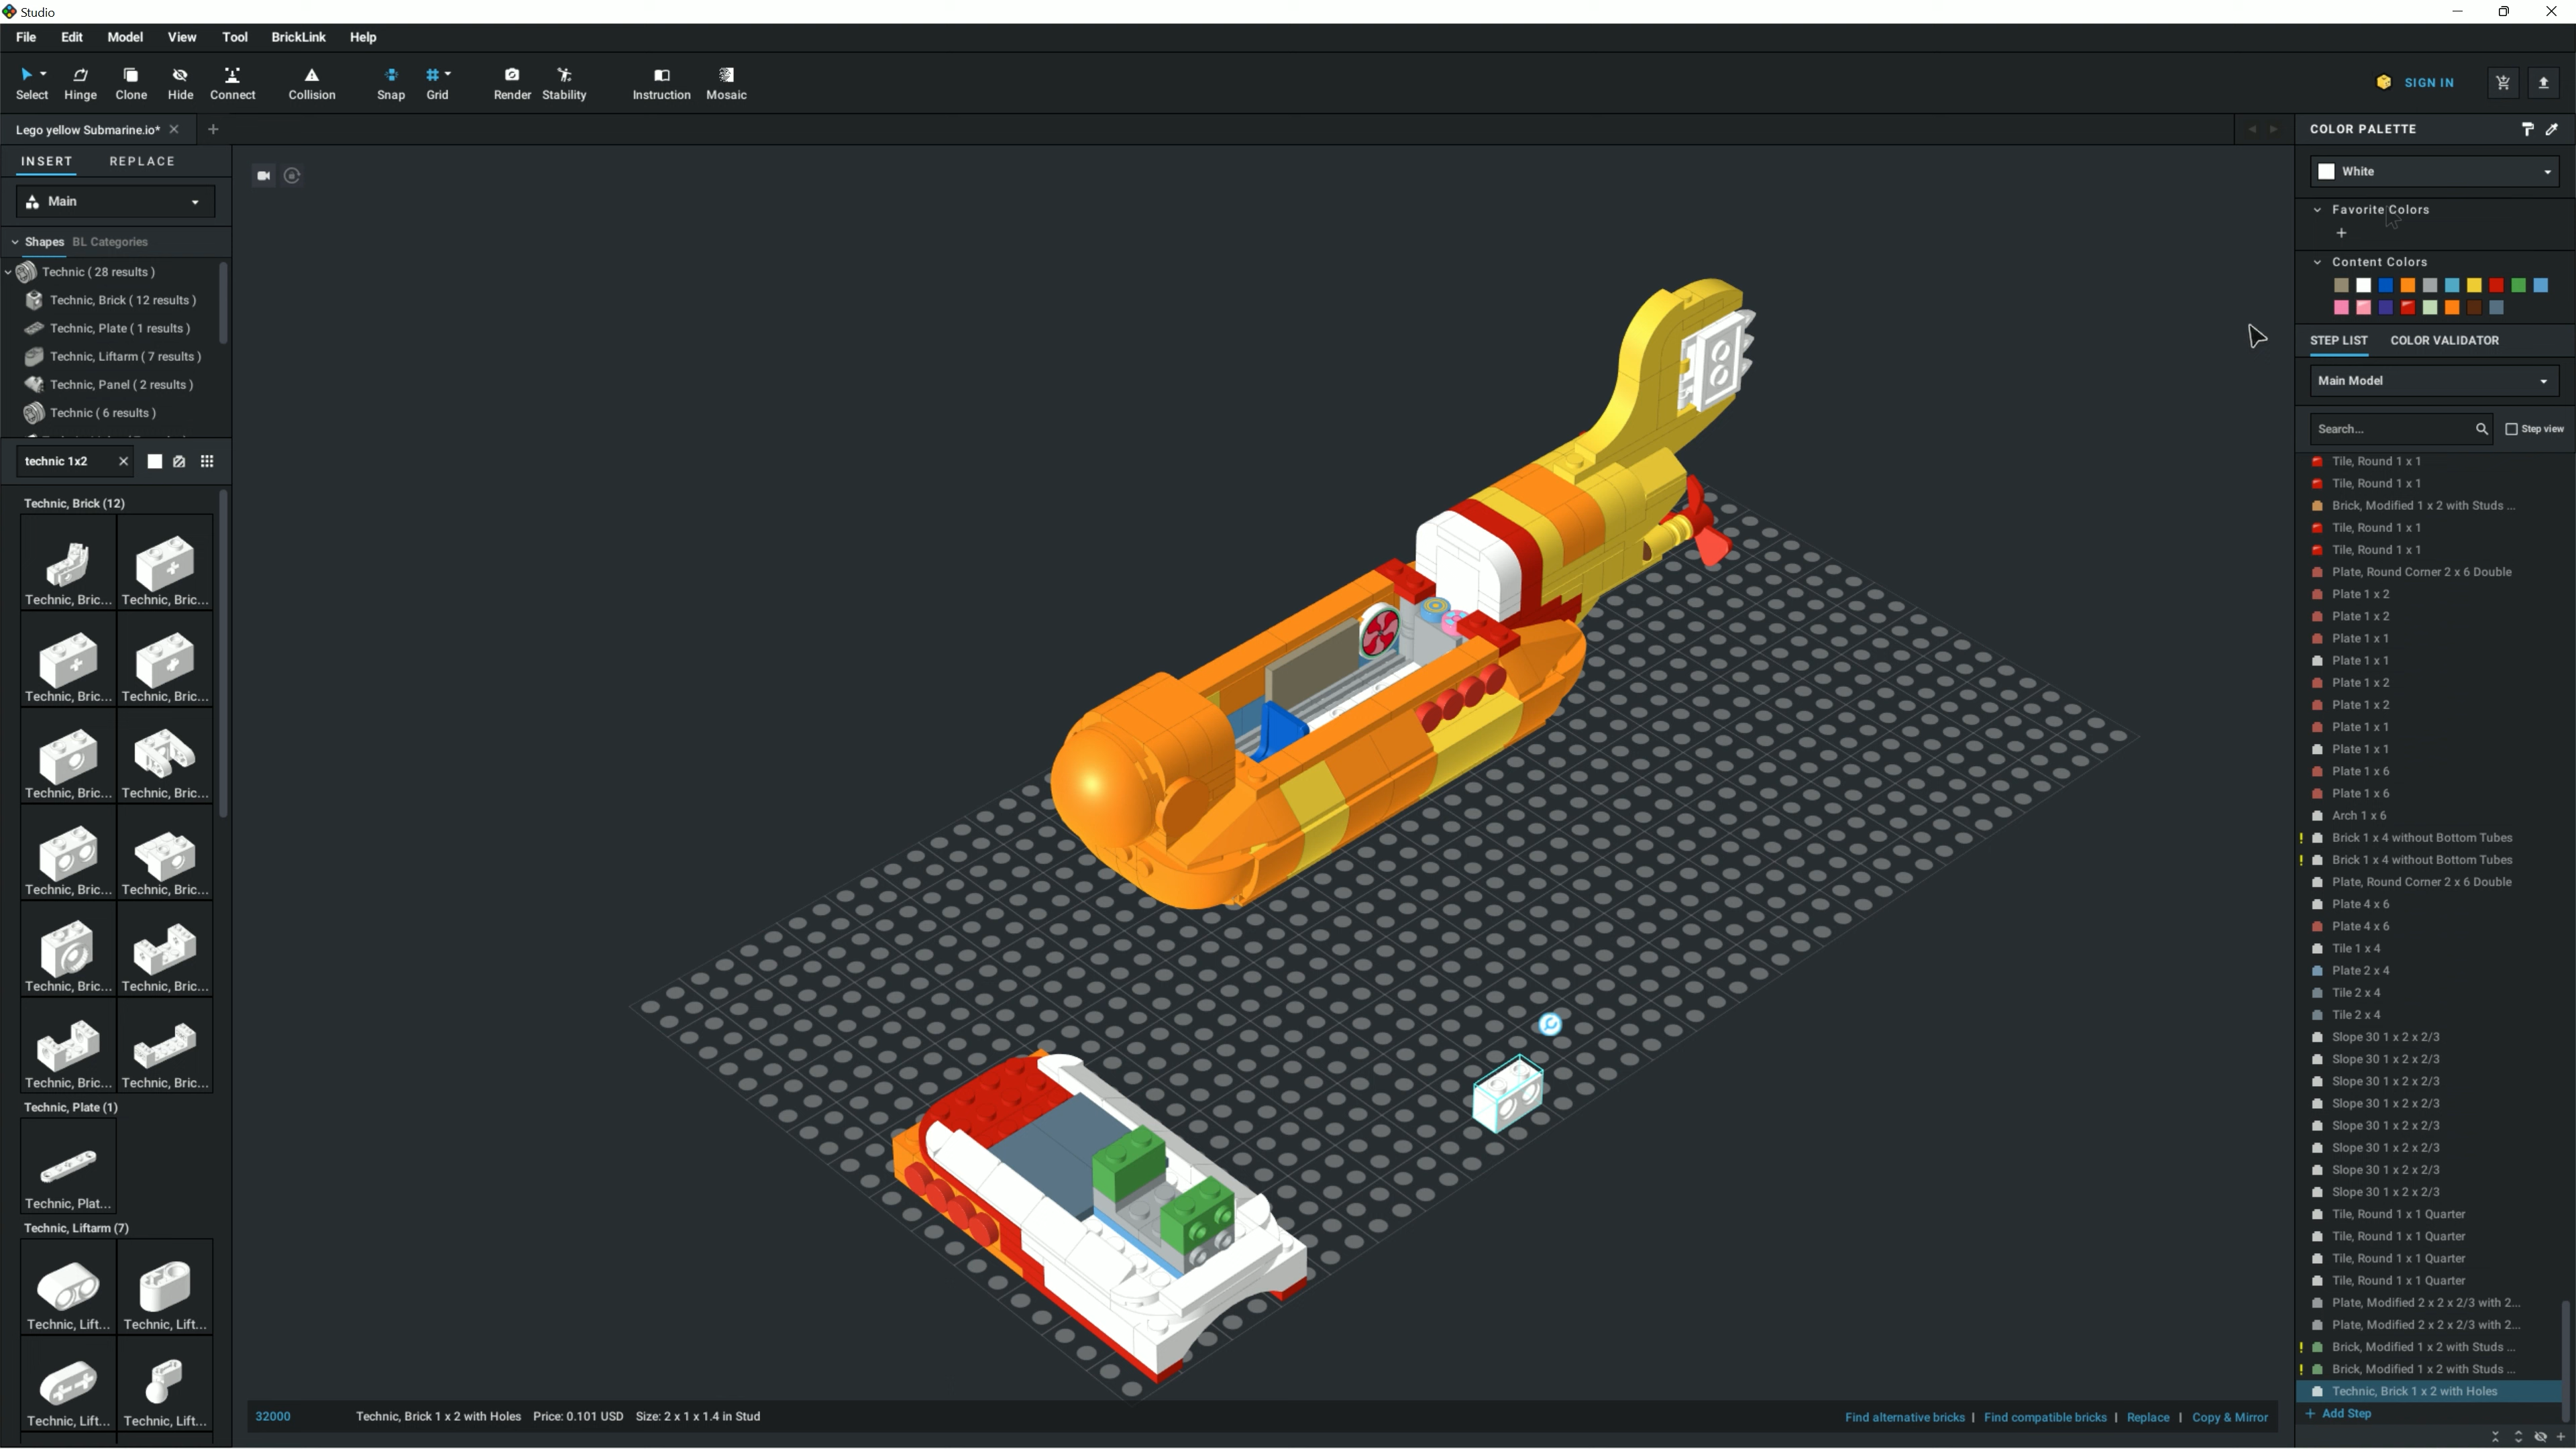 Studio
File Edit Model View Tool BrickLink Help
Select Hinge Clone Hide Connect Collision Snap Grid Render Stability Instruction Mosaic
SIGN IN
Lego yellow Submarine.io*
INSERT REPLACE
Main
Shapes BL Categories
Technic ( 28 results )
Technic, Brick ( 12 results )
Technic, Plate ( 1 results )
Technic, Liftarm ( 7 results )
Technic, Panel ( 2 results )
Technic ( 6 results )
technic 1x2
Technic, Brick (12)
Technic, Bric... Technic, Bric...
Technic, Bric... Technic, Bric...
Technic, Bric... Technic, Bric...
Technic, Bric... Technic, Bric...
Technic, Bric... Technic, Bric...
Technic, Bric... Technic, Bric...
Technic, Plate (1)
Technic, Plat...
Technic, Liftarm (7)
Technic, Lift... Technic, Lift...
Technic, Lift... Technic, Lift...
32000 Technic, Brick 1 x 2 with Holes Price: 0.101 USD Size: 2 x 1 x 1.4 in Stud
Find alternative bricks | Find compatible bricks | Replace | Copy & Mirror
COLOR PALETTE
White
Favorite Colors
+
Content Colors
STEP LIST COLOR VALIDATOR
Main Model
Search... Step view
Tile, Round 1 x 1
Tile, Round 1 x 1
Brick, Modified 1 x 2 with Studs ...
Tile, Round 1 x 1
Tile, Round 1 x 1
Plate, Round Corner 2 x 6 Double
Plate 1 x 2
Plate 1 x 2
Plate 1 x 1
Plate 1 x 1
Plate 1 x 2
Plate 1 x 2
Plate 1 x 1
Plate 1 x 1
Plate 1 x 6
Plate 1 x 6
Arch 1 x 6
! Brick 1 x 4 without Bottom Tubes
! Brick 1 x 4 without Bottom Tubes
Plate, Round Corner 2 x 6 Double
Plate 4 x 6
Plate 4 x 6
Tile 1 x 4
Plate 2 x 4
Tile 2 x 4
Tile 2 x 4
Slope 30 1 x 2 x 2/3
Slope 30 1 x 2 x 2/3
Slope 30 1 x 2 x 2/3
Slope 30 1 x 2 x 2/3
Slope 30 1 x 2 x 2/3
Slope 30 1 x 2 x 2/3
Slope 30 1 x 2 x 2/3
Slope 30 1 x 2 x 2/3
Tile, Round 1 x 1 Quarter
Tile, Round 1 x 1 Quarter
Tile, Round 1 x 1 Quarter
Tile, Round 1 x 1 Quarter
Plate, Modified 2 x 2 x 2/3 with 2...
Plate, Modified 2 x 2 x 2/3 with 2...
! Brick, Modified 1 x 2 with Studs ...
! Brick, Modified 1 x 2 with Studs ...
Technic, Brick 1 x 2 with Holes
+ Add Step